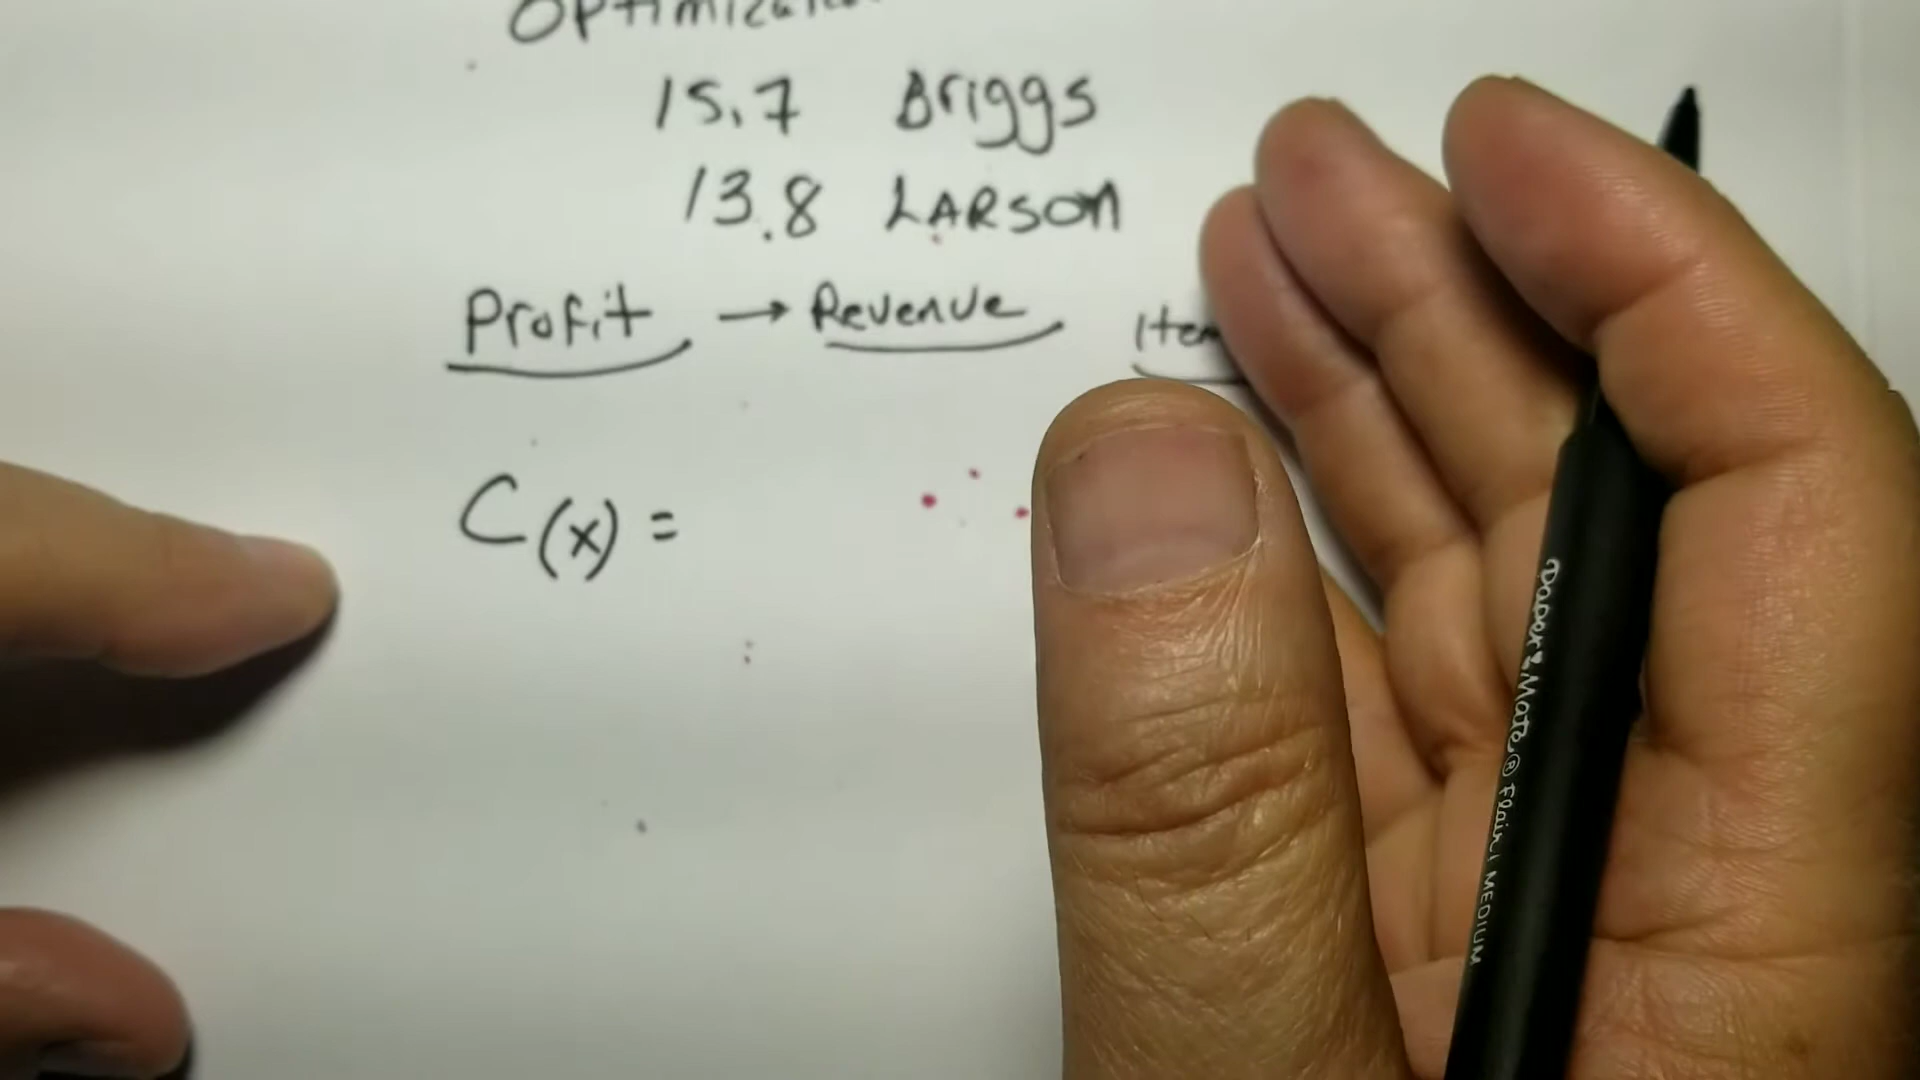 15.7 Briggs
13.8 LARSON
Profit → Revenue
C(x) =
Paper Mate® Flair | MEDIUM